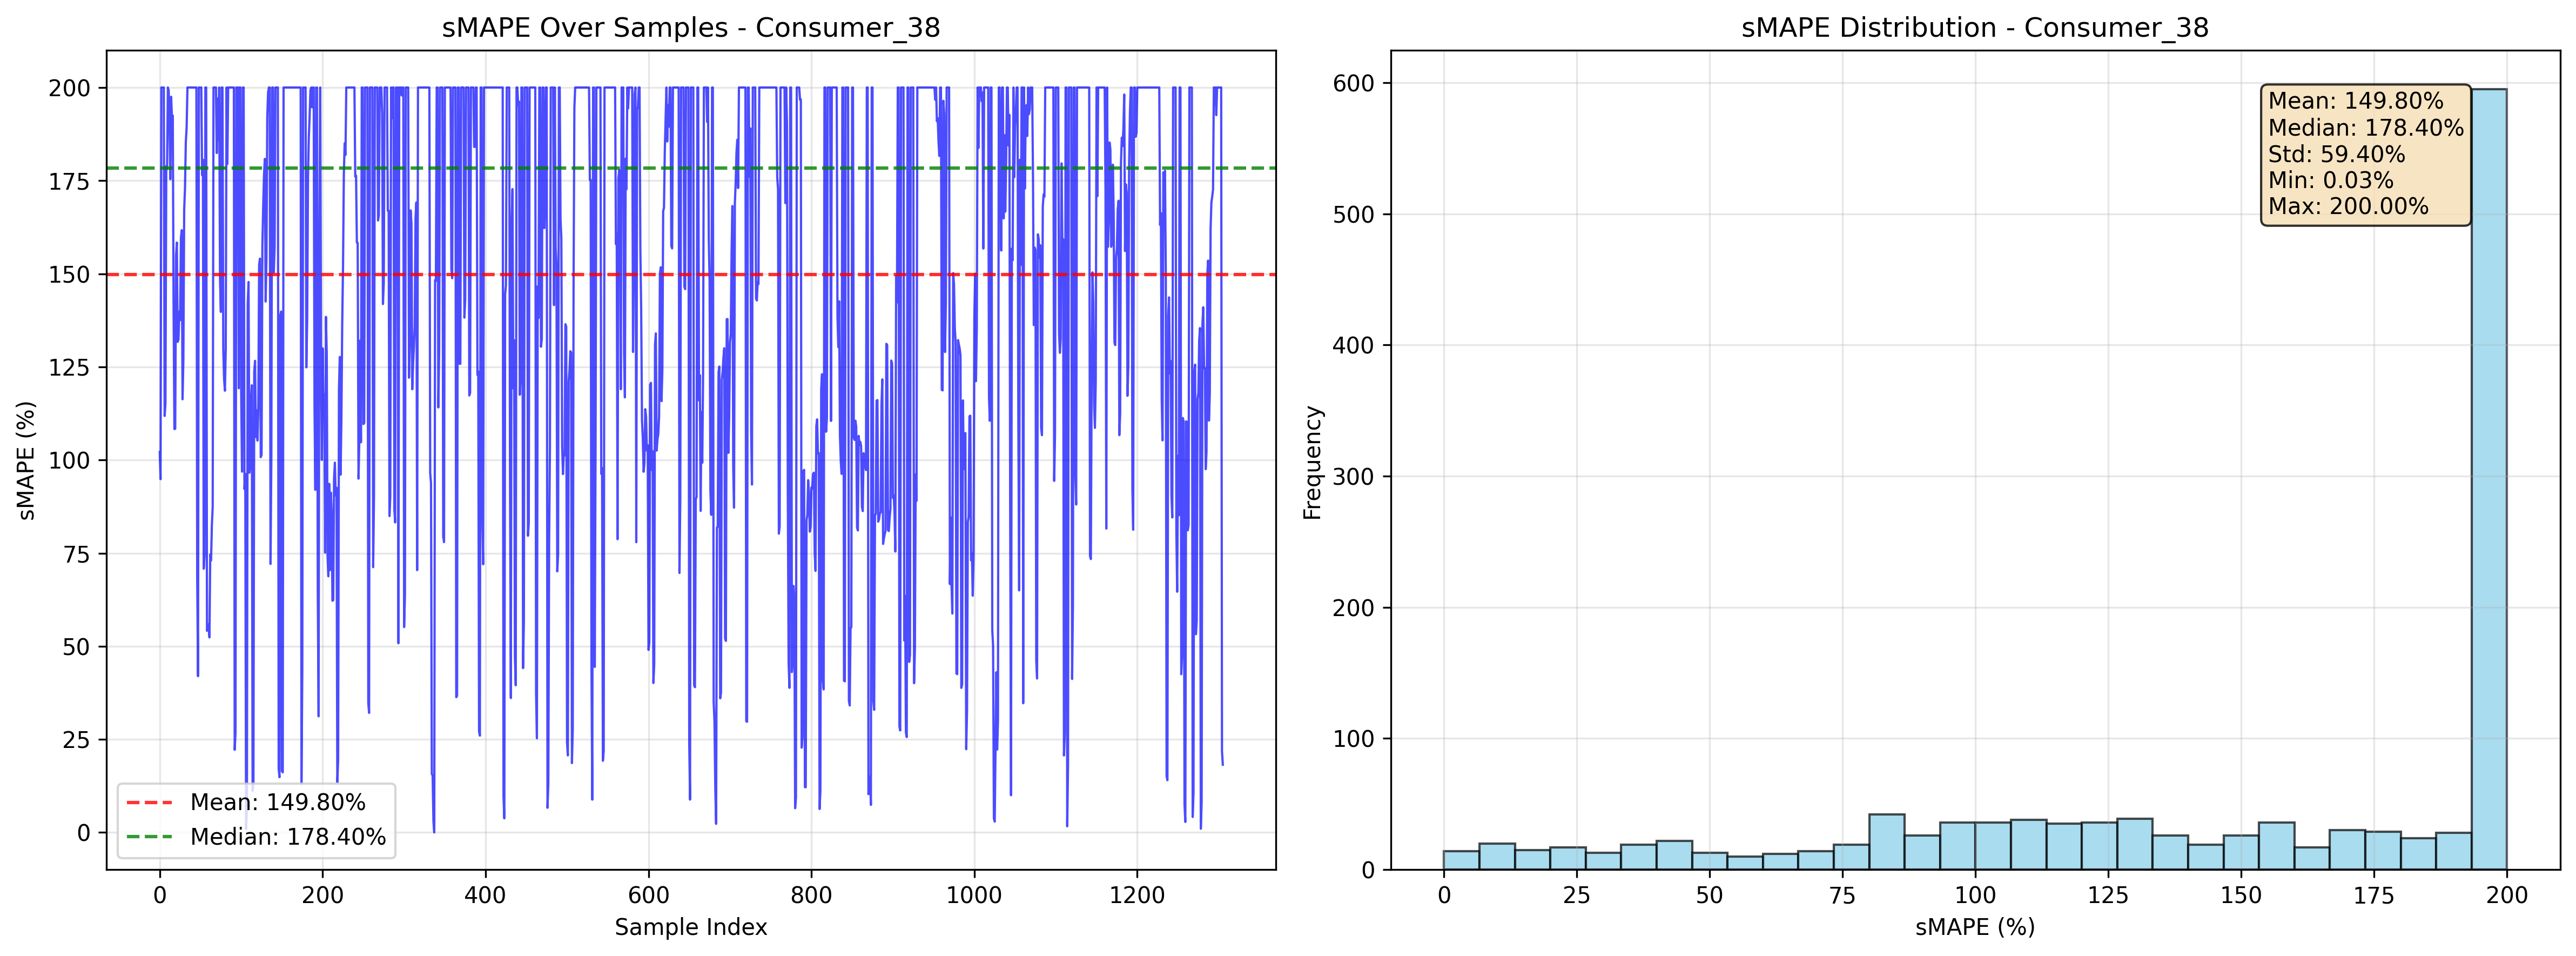 sMAPE Over Samples - Consumer_38
sMAPE (%)
200
175
150
125
100
75
50
25
0
Mean: 149.80%
Median: 178.40%
0 200 400 600 800 1000 1200
Sample Index
sMAPE Distribution - Consumer_38
Frequency
600
500
400
300
200
100
0
Mean: 149.80%
Median: 178.40%
Std: 59.40%
Min: 0.03%
Max: 200.00%
0 25 50 75 100 125 150 175 200
sMAPE (%)